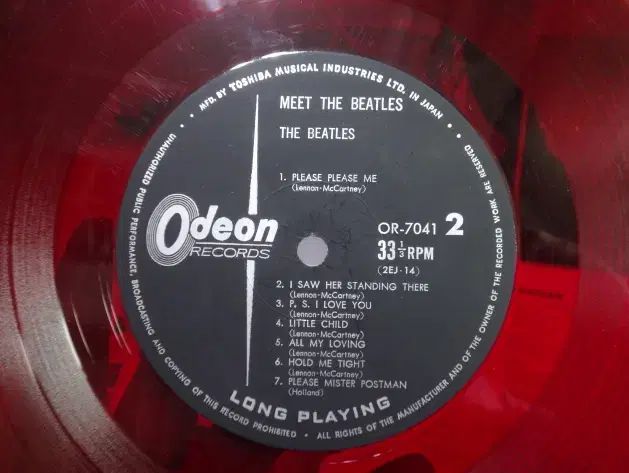 MFD. BY TOSHIBA MUSICAL INDUSTRIES LTD. IN JAPAN
MEET THE BEATLES
THE BEATLES
1. PLEASE PLEASE ME
(Lennon-McCartney)
Odeon
RECORDS
OR-7041 2
33 1/3 RPM
(2EJ-14)
2. I SAW HER STANDING THERE
(Lennon-McCartney)
3. P. S. I LOVE YOU
(Lennon-McCartney)
4. LITTLE CHILD
(Lennon-McCartney)
5. ALL MY LOVING
(Lennon-McCartney)
6. HOLD ME TIGHT
(Lennon-McCartney)
7. PLEASE MISTER POSTMAN
(Holland)
LONG PLAYING
UNAUTHORIZED PUBLIC PERFORMANCE, BROADCASTING AND COPYING OF THIS RECORD PROHIBITED • ALL RIGHTS OF THE MANUFACTURER AND OF THE OWNER OF THE RECORDED WORK ARE RESERVED